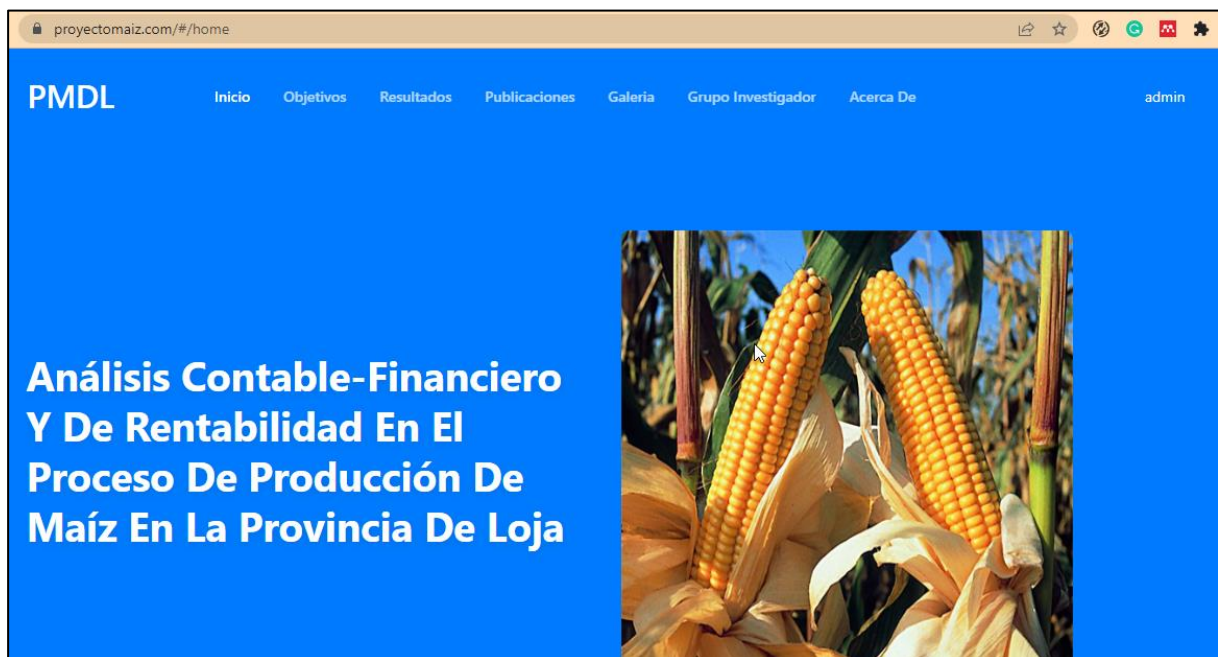 proyectomaiz.com/#/home
PMDL
Inicio Objetivos Resultados Publicaciones Galeria Grupo Investigador Acerca De admin
Análisis Contable-Financiero
Y De Rentabilidad En El
Proceso De Producción De
Maíz En La Provincia De Loja